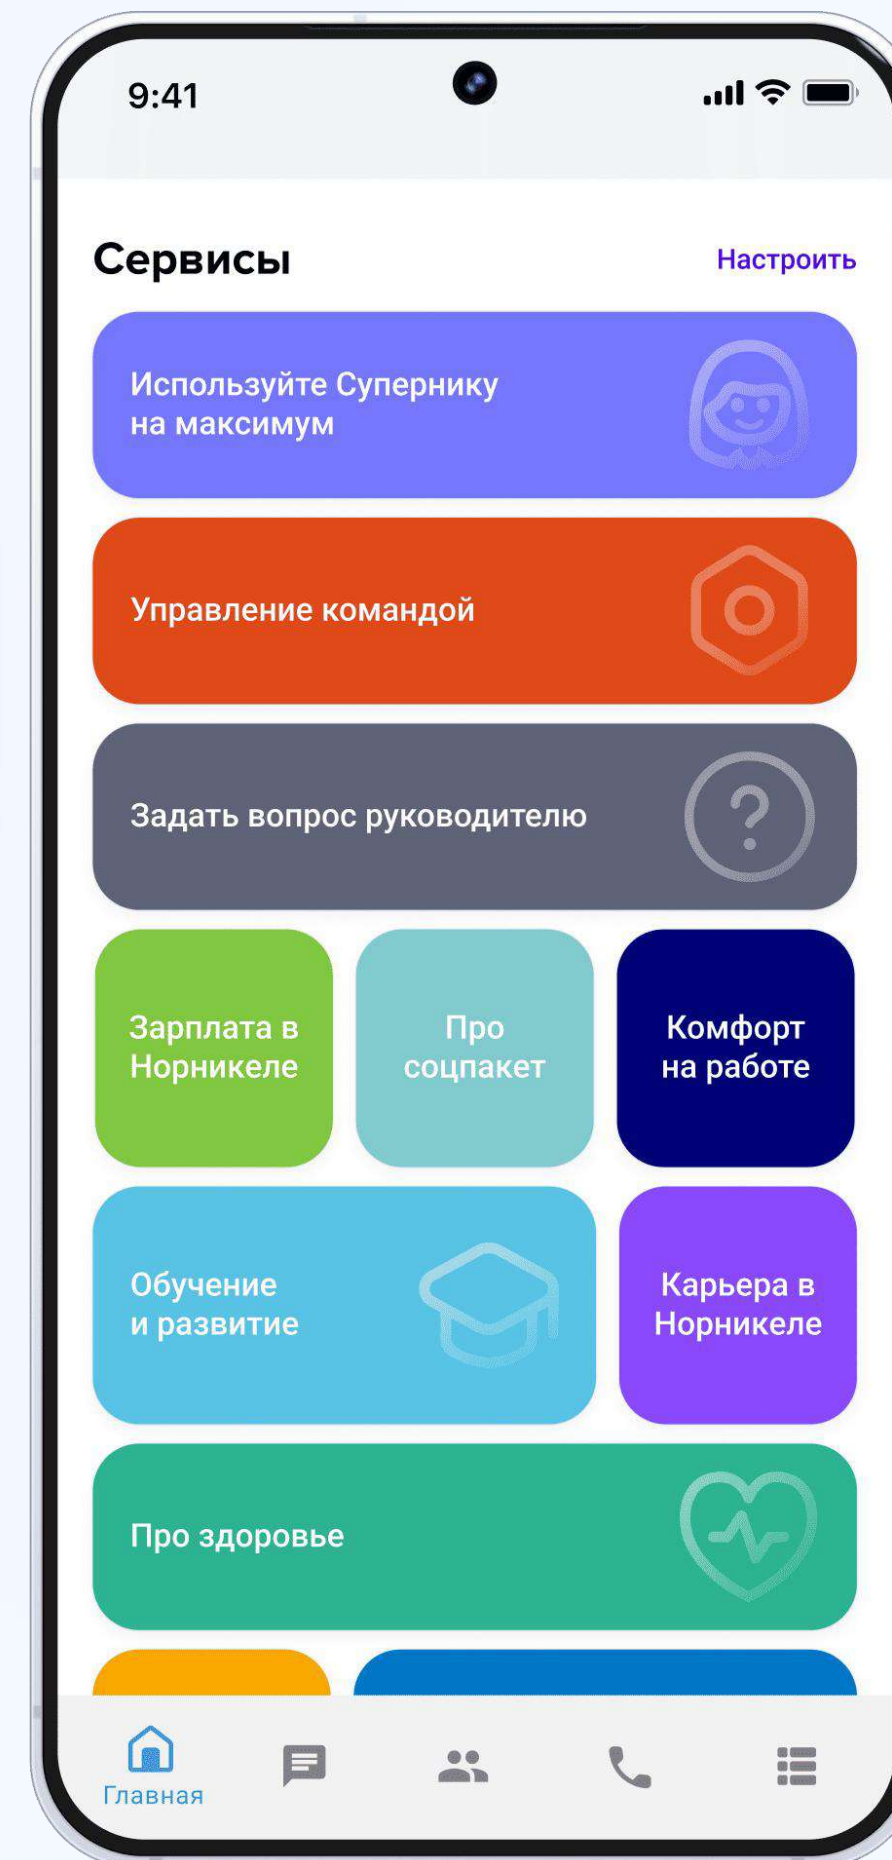 9:41
Сервисы
Настроить
Используйте Супернику
на максимум
Управление командой
Задать вопрос руководителю
Зарплата в
Норникеле
Про
соцпакет
Комфорт
на работе
Обучение
и развитие
Карьера в
Норникеле
Про здоровье
Главная